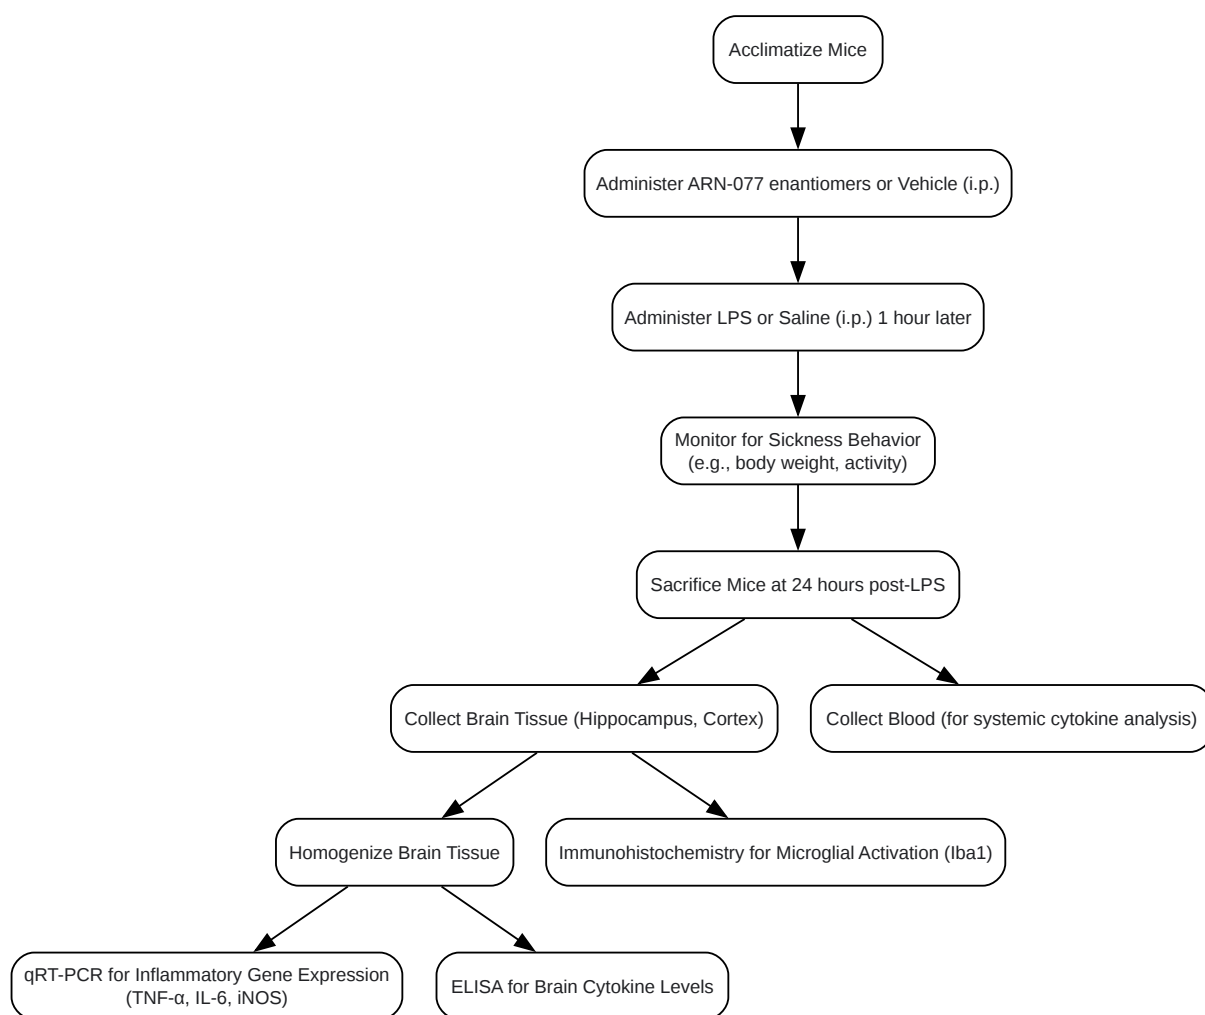 Acclimatize Mice
Administer ARN-077 enantiomers or Vehicle (i.p.)
Administer LPS or Saline (i.p.) 1 hour later
Monitor for Sickness Behavior
(e.g., body weight, activity)
Sacrifice Mice at 24 hours post-LPS
Collect Brain Tissue (Hippocampus, Cortex)
Collect Blood (for systemic cytokine analysis)
Homogenize Brain Tissue
Immunohistochemistry for Microglial Activation (Iba1)
qRT-PCR for Inflammatory Gene Expression
(TNF-α, IL-6, iNOS)
ELISA for Brain Cytokine Levels